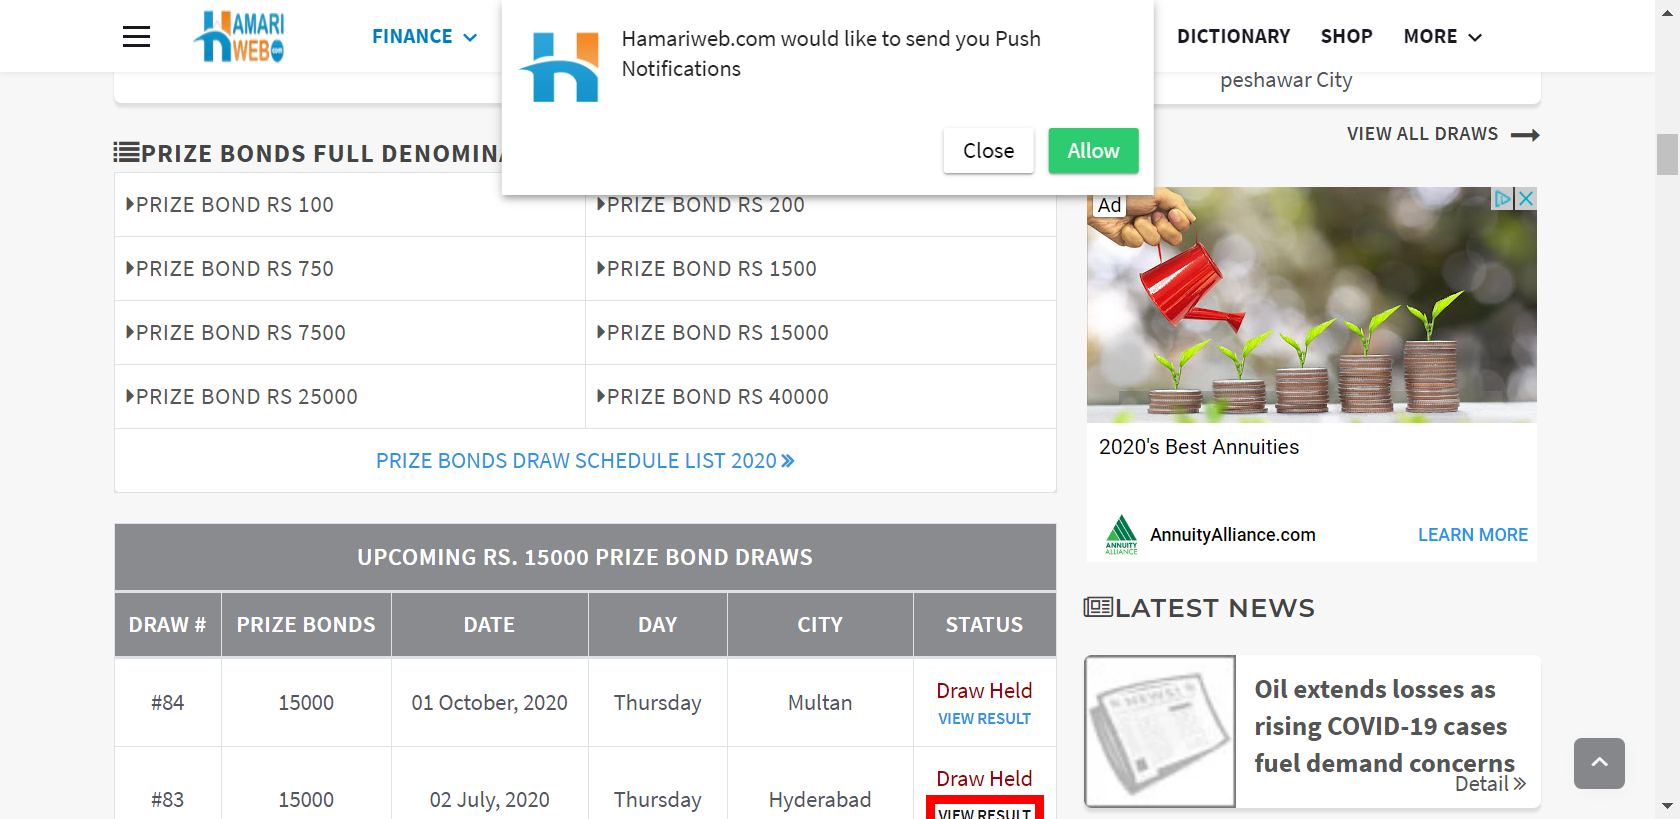 HAMARI
WEB.com
FINANCE
DICTIONARY
SHOP
MORE
Hamariweb.com would like to send you Push
Notifications
Close
Allow
peshawar City
VIEW ALL DRAWS
PRIZE BONDS FULL
PRIZE BOND RS 100
PRIZE BOND RS 200
PRIZE BOND RS 750
PRIZE BOND RS 1500
PRIZE BOND RS 7500
PRIZE BOND RS 15000
PRIZE BOND RS 25000
PRIZE BOND RS 40000
PRIZE BONDS DRAW SCHEDULE LIST 2020
UPCOMING RS. 15000 PRIZE BOND DRAWS
DRAW # PRIZE BONDS DATE DAY CITY STATUS
#84 15000 01 October, 2020 Thursday Multan Draw Held
VIEW RESULT
#83 15000 02 July, 2020 Thursday Hyderabad Draw Held
VIEW RESULT
Ad
2020's Best Annuities
ANNUITY
ALLIANCE
AnnuityAlliance.com
LEARN MORE
LATEST NEWS
NEWS
Oil extends losses as
rising COVID-19 cases
fuel demand concerns
Detail